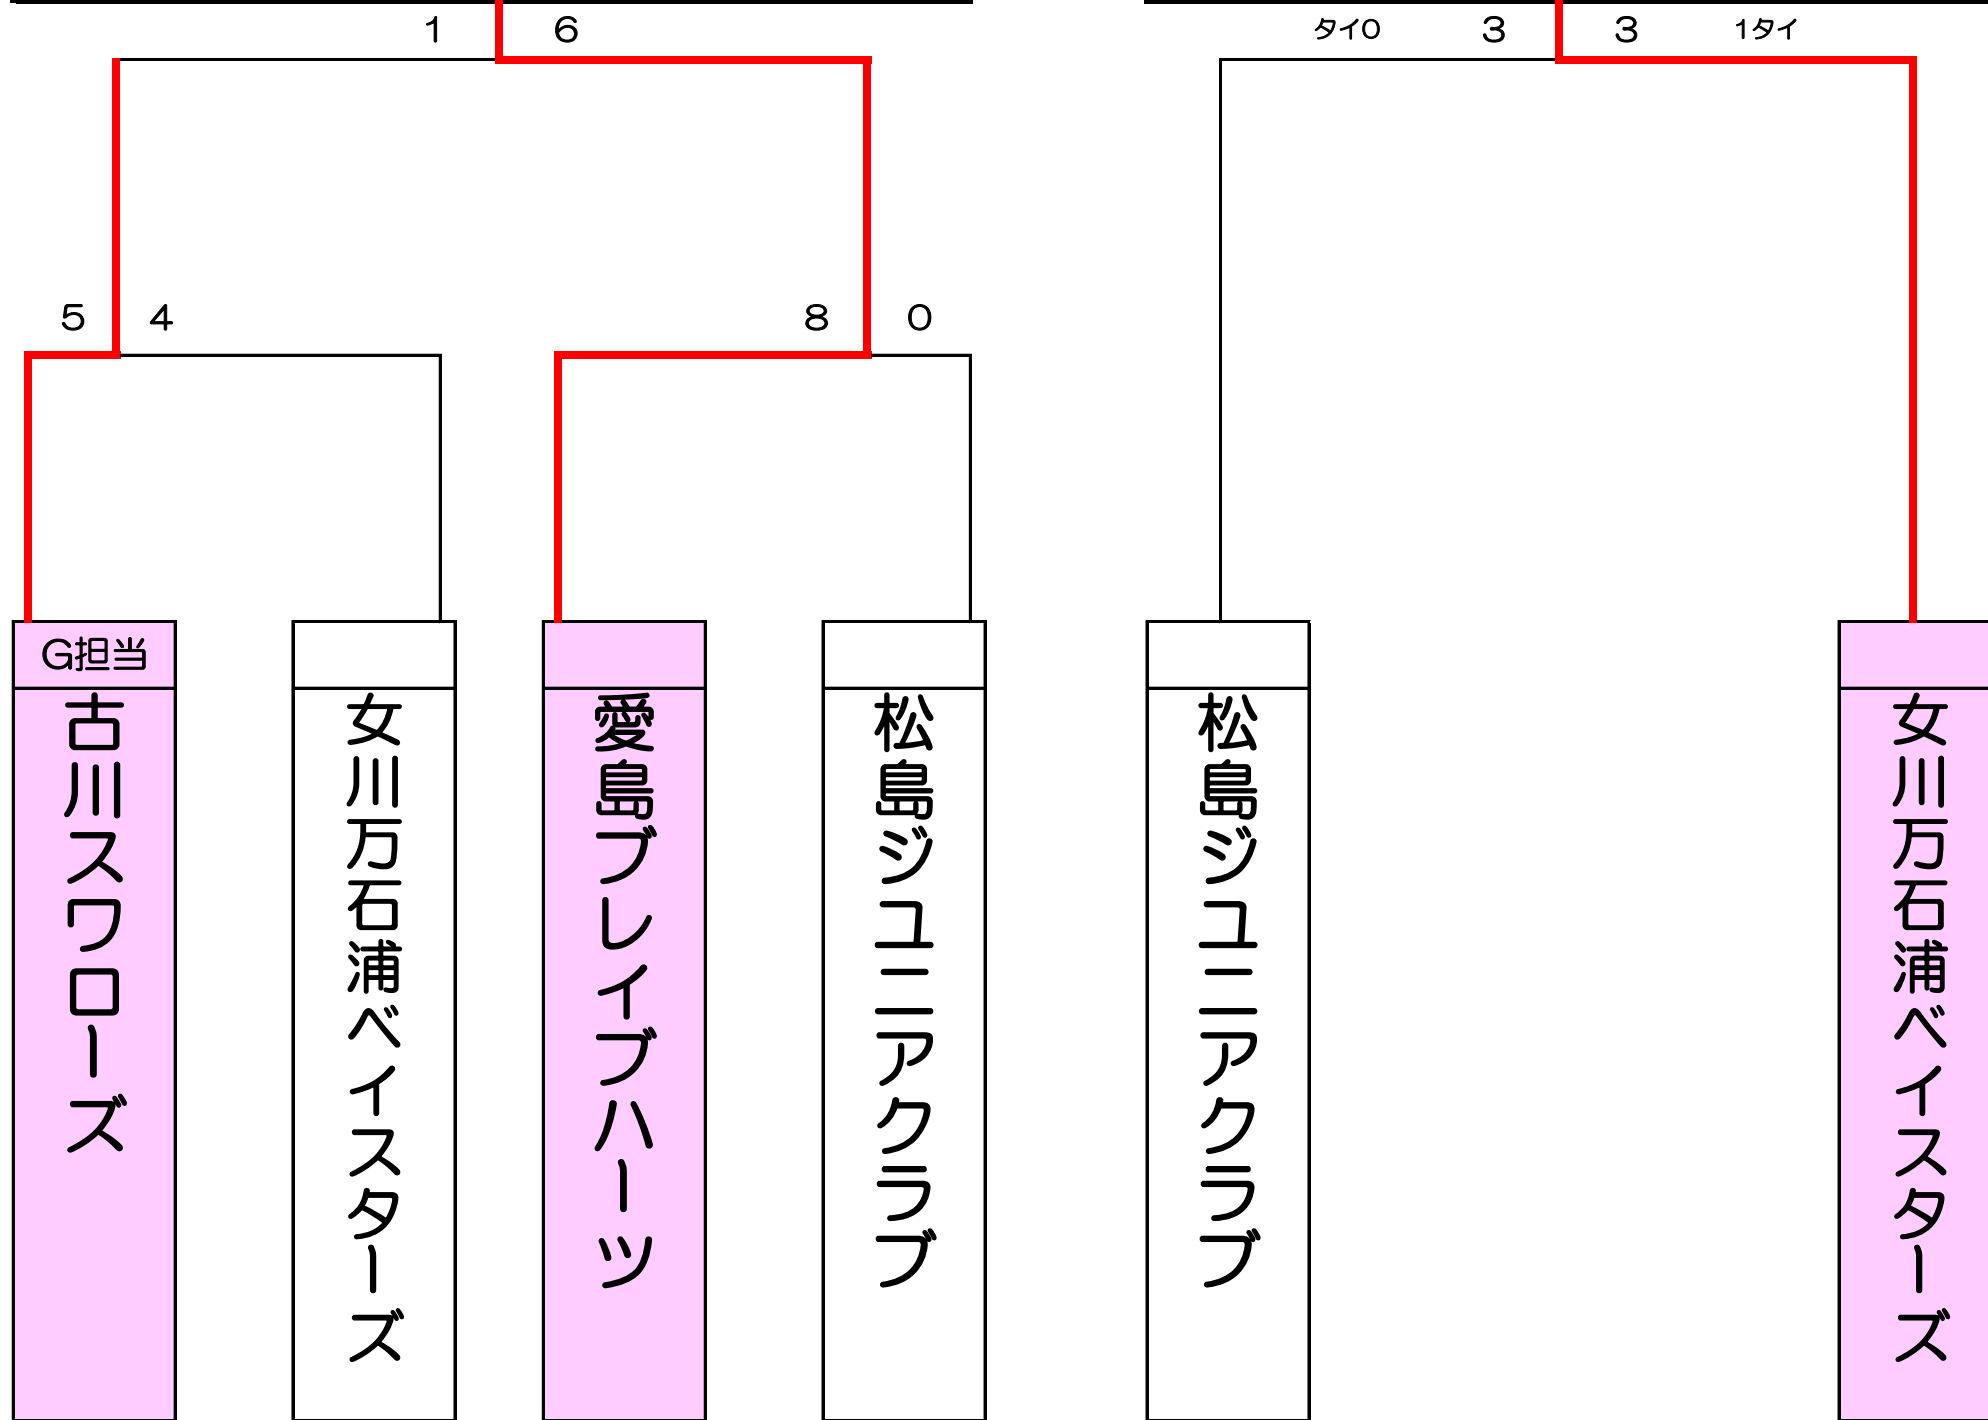 1 6
タイ0 3 3 1タイ
5 4
8 0
G担当
古川スワローズ
女川万石浦ベイスターズ
愛島ブレイブハーツ
松島ジュニアクラブ
松島ジュニアクラブ
女川万石浦ベイスターズ